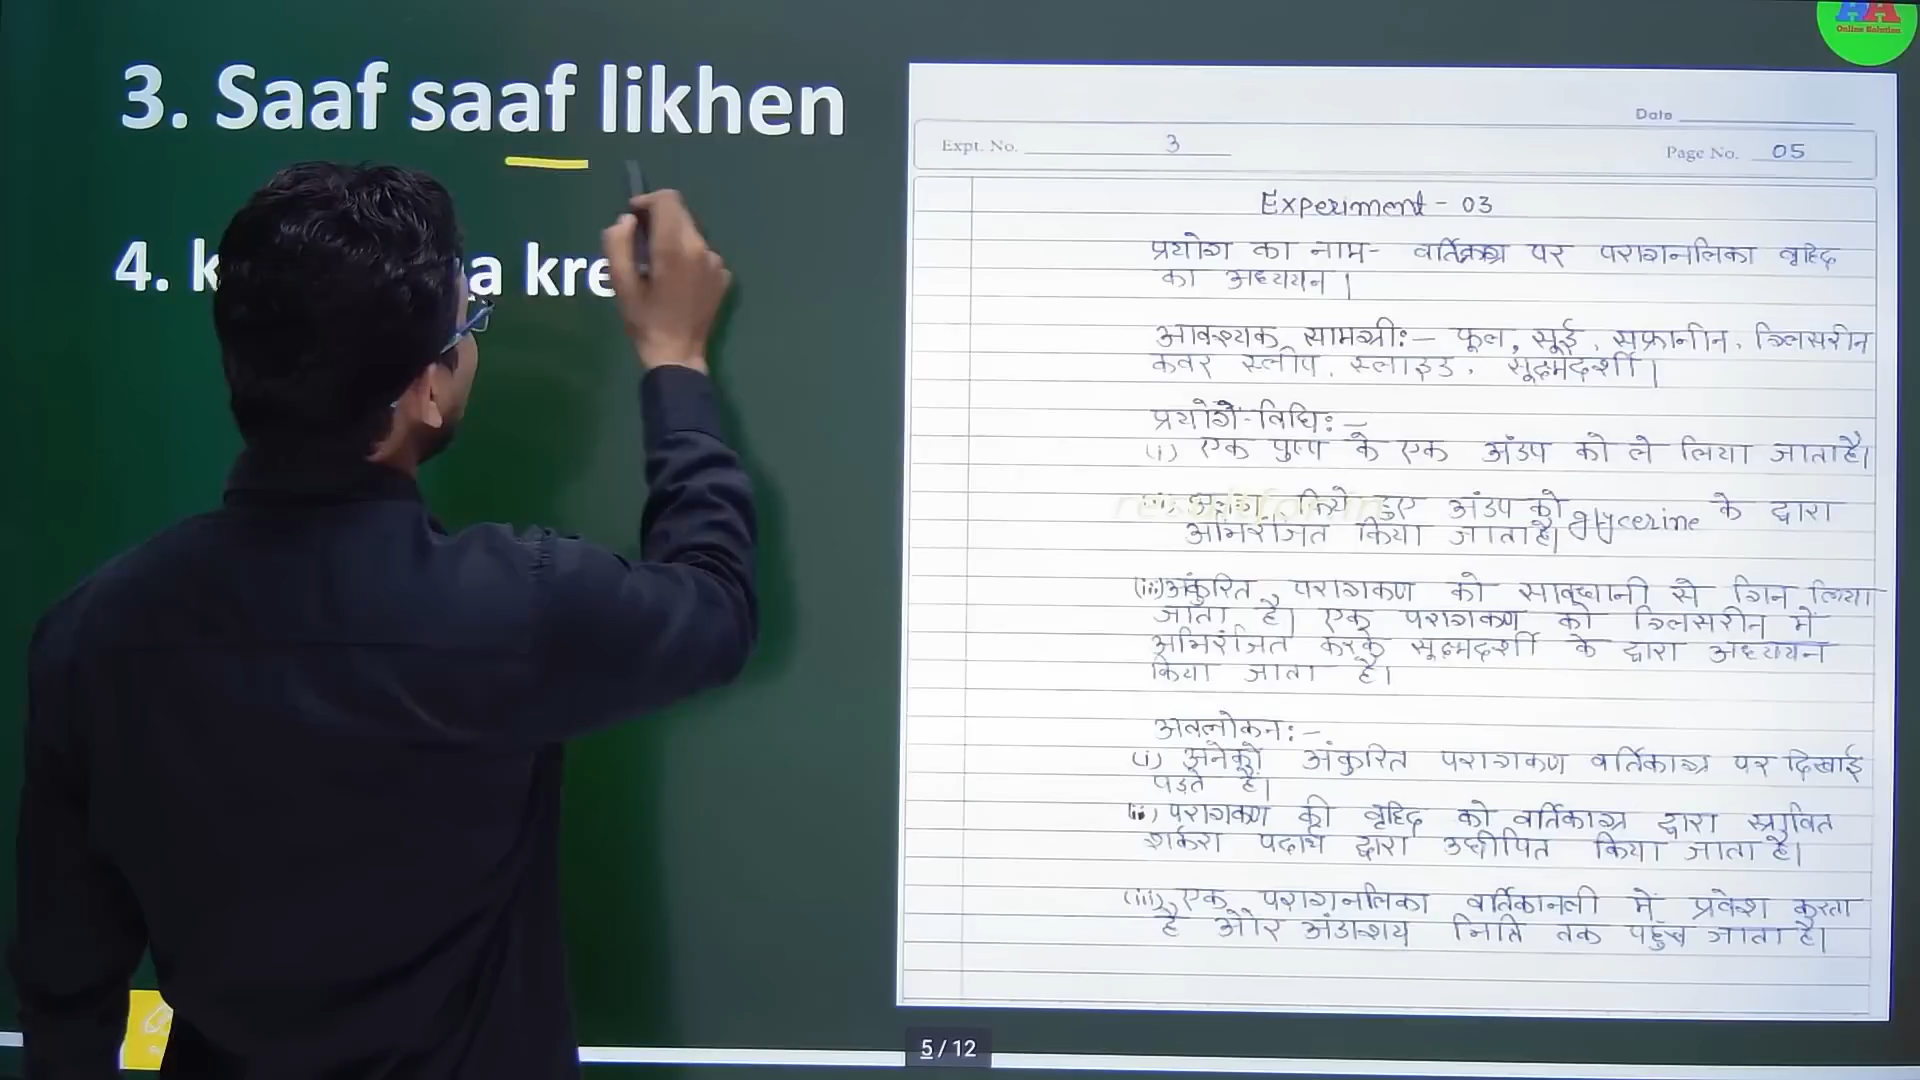 3. Saaf saaf likhen
4. k a kre
AA
Online Solution
Date
Expt. No. 3
Page No. 05
Experiment - 03
प्रयोग का नाम- वर्तिकाग्र पर परागनलिका वृद्धि
का अध्ययन।
आवश्यक सामग्री:- फूल, सूई, सफ्रानीन, ग्लिसरीन
कवर स्लीप, स्लाइड, सूक्ष्मदर्शी।
प्रयोग-विधि:-
(i) एक पुष्प के एक अंडप को ले लिया जाता है।
अलग किये हुए अंडप को glycerine के द्वारा
अभिरंजित किया जाता है।
(iii) अंकुरित परागकण को सावधानी से गिन लिया
जाता है। एक परागकण को ग्लिसरीन में
अभिरंजित करके सूक्ष्मदर्शी के द्वारा अध्ययन
किया जाता है।
अवलोकन:-
(i) अनेकों अंकुरित परागकण वर्तिकाग्र पर दिखाई
पड़ते हैं।
(ii) परागकण की वृद्धि को वर्तिकाग्र द्वारा स्त्रावित
शर्करा पदार्थ द्वारा उद्दीपित किया जाता है।
(iii) एक परागनलिका वर्तिकानली में प्रवेश करता
है और अंडाशय भिति तक पहुंच जाता है।
5 / 12